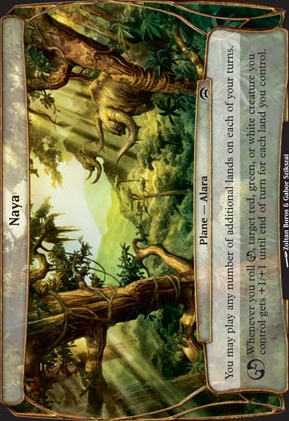 Naya
Plane — Alara
You may play any number of additional lands on each of your turns.
Whenever you roll , target red, green, or white creature you
control gets +1/+1 until end of turn for each land you control.
Zoltan Boros & Gabor Szikszai